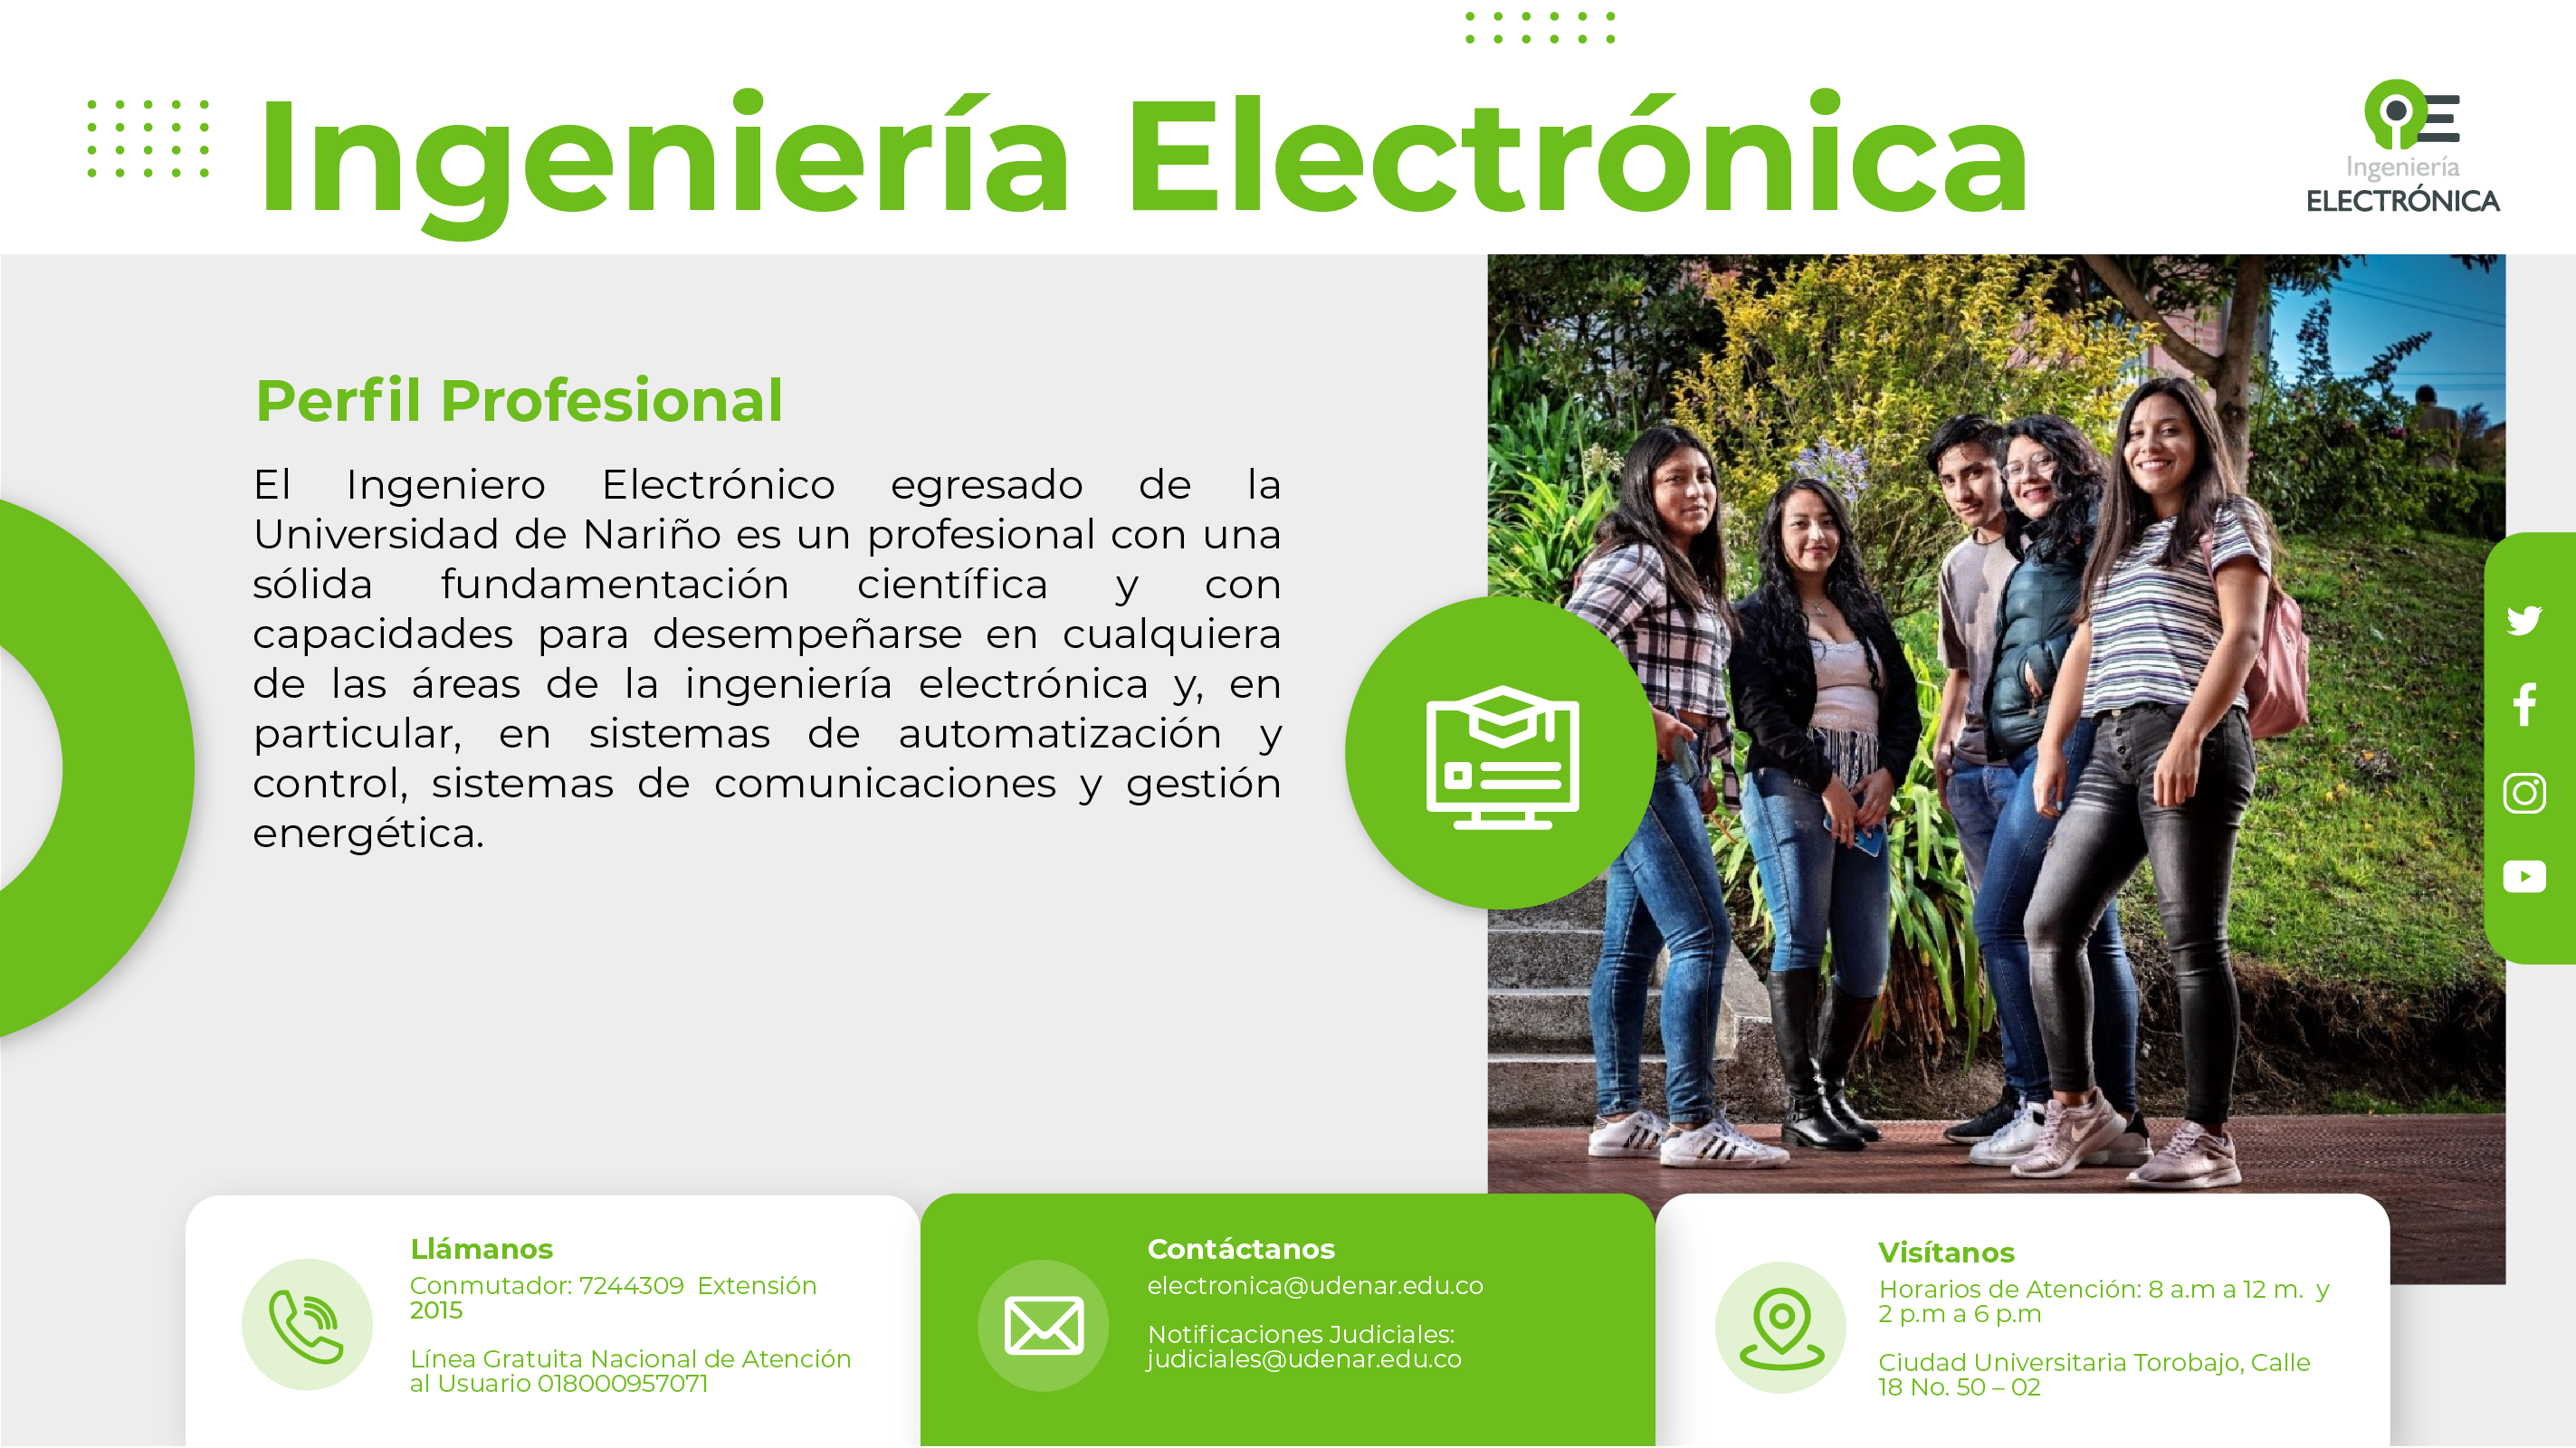 Ingeniería Electrónica
Ingeniería
ELECTRÓNICA
Perfil Profesional
El Ingeniero Electrónico egresado de la
Universidad de Nariño es un profesional con una
sólida fundamentación científica y con
capacidades para desempeñarse en cualquiera
de las áreas de la ingeniería electrónica y, en
particular, en sistemas de automatización y
control, sistemas de comunicaciones y gestión
energética.
Llámanos
Conmutador: 7244309 Extensión
2015
Línea Gratuita Nacional de Atención
al Usuario 018000957071
Contáctanos
electronica@udenar.edu.co
Notificaciones Judiciales:
judiciales@udenar.edu.co
Visítanos
Horarios de Atención: 8 a.m a 12 m. y
2 p.m a 6 p.m
Ciudad Universitaria Torobajo, Calle
18 No. 50 – 02